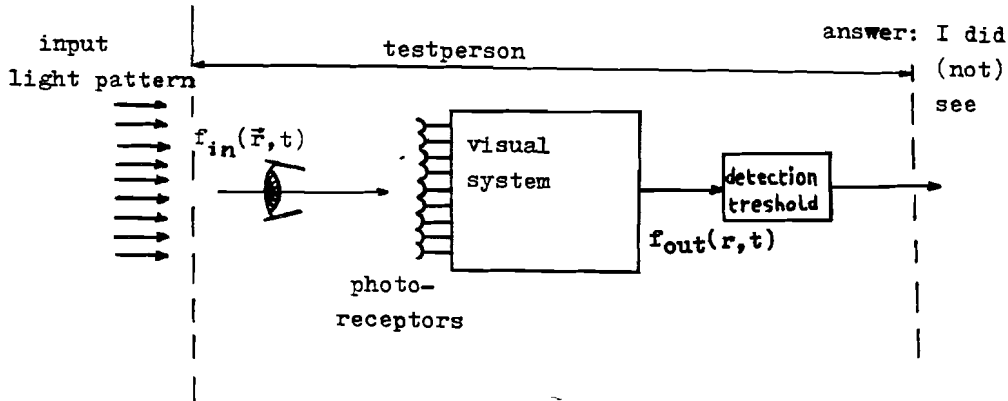 input
light pattern
testperson
answer: I did
(not)
see
f_in(r⃗,t)
visual
system
detection
treshold
f_out(r,t)
photo-
receptors